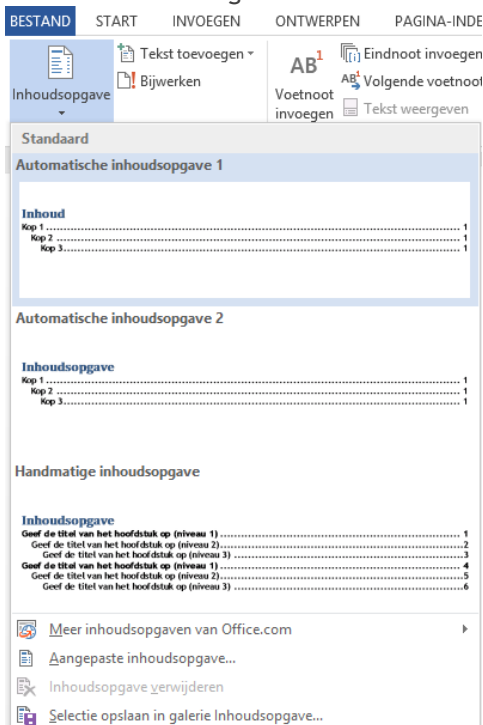 BESTAND START INVOEGEN ONTWERPEN PAGINA-INDE
Inhoudsopgave
Tekst toevoegen
Bijwerken
AB1
Voetnoot
invoegen
Eindnoot invoegen
AB1 Volgende voetnoot
Tekst weergeven
Standaard
Automatische inhoudsopgave 1
Inhoud
Kop 1 ........................................ 1
Kop 2 ........................................ 1
Kop 3 ........................................ 1
Automatische inhoudsopgave 2
Inhoudsopgave
Kop 1 ........................................ 1
Kop 2 ........................................ 1
Kop 3 ........................................ 1
Handmatige inhoudsopgave
Inhoudsopgave
Geef de titel van het hoofdstuk op (niveau 1) ........................................ 1
Geef de titel van het hoofdstuk op (niveau 2) ........................................ 2
Geef de titel van het hoofdstuk op (niveau 3) ........................................ 3
Geef de titel van het hoofdstuk op (niveau 1) ........................................ 4
Geef de titel van het hoofdstuk op (niveau 2) ........................................ 5
Geef de titel van het hoofdstuk op (niveau 3) ........................................ 6
Meer inhoudsopgaven van Office.com
Aangepaste inhoudsopgave...
Inhoudsopgave verwijderen
Selectie opslaan in galerie Inhoudsopgave...